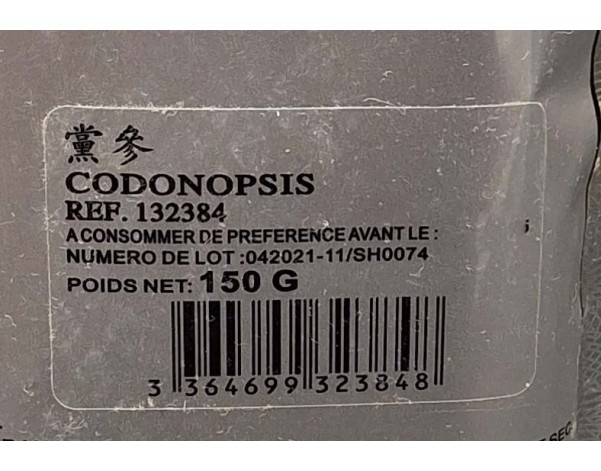 黨參
CODONOPSIS
REF. 132384
A CONSOMMER DE PREFERENCE AVANT LE :
NUMERO DE LOT :042021-11/SH0074
POIDS NET: 150 G
3 364699 323848